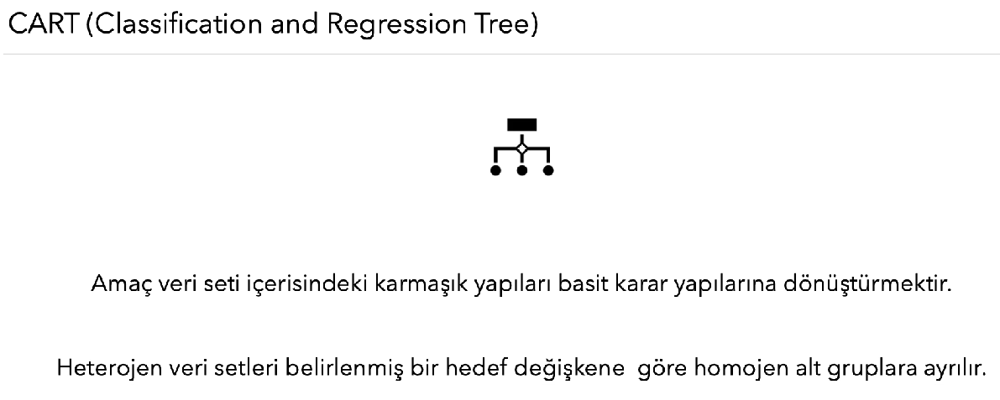 CART (Classification and Regression Tree)
Amaç veri seti içerisindeki karmaşık yapıları basit karar yapılarına dönüştürmektir.
Heterojen veri setleri belirlenmiş bir hedef değişkene  göre homojen alt gruplara ayrılır.